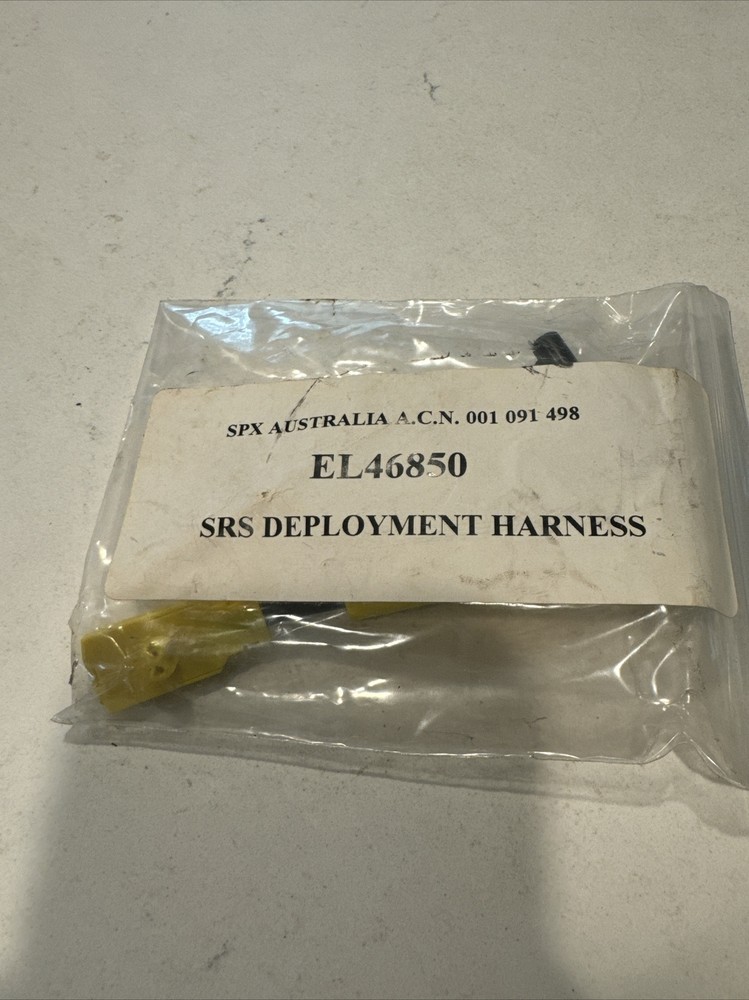 SPX AUSTRALIA A.C.N. 001 091 498
EL46850
SRS DEPLOYMENT HARNESS